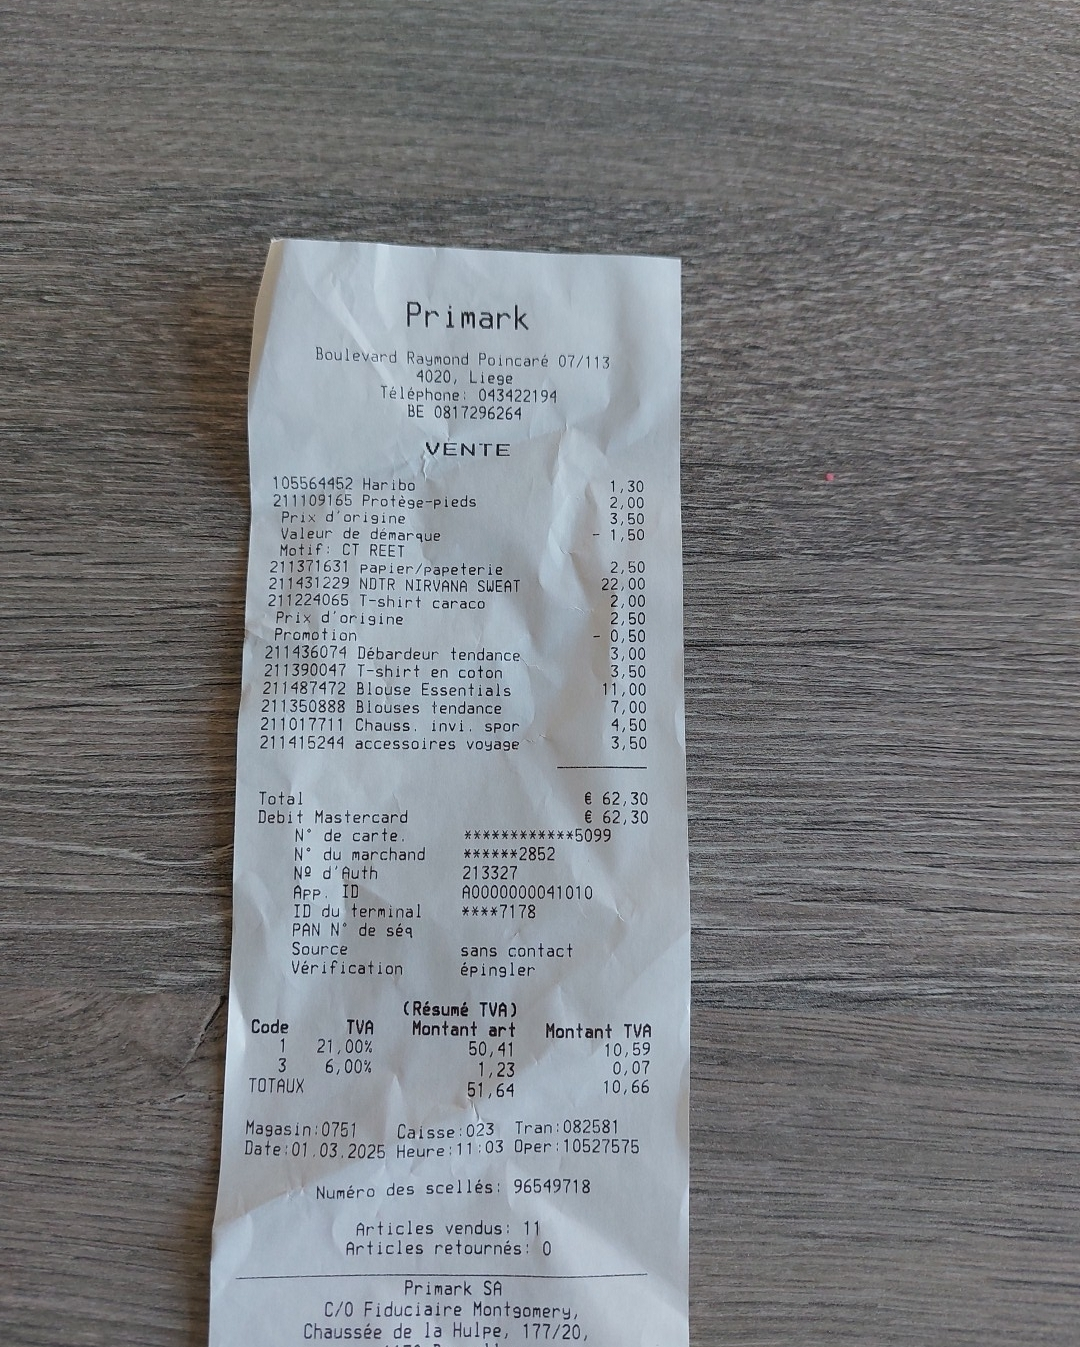 Primark
Boulevard Raymond Poincaré 07/113
4020, Liege
Téléphone: 043422194
BE 0817296264
VENTE
105564452 Haribo 1,30
211109165 Protège-pieds 2,00
Prix d'origine 3,50
Valeur de démarque - 1,50
Motif: CT REET
211371631 papier/papeterie 2,50
211431229 NDTR NIRVANA SWEAT 22,00
211224065 T-shirt caraco 2,00
Prix d'origine 2,50
Promotion - 0,50
211436074 Débardeur tendance 3,00
211390047 T-shirt en coton 3,50
211487472 Blouse Essentials 11,00
211350888 Blouses tendance 7,00
211017711 Chauss. invi. spor 4,50
211415244 accessoires voyage 3,50
Total € 62,30
Debit Mastercard € 62,30
N° de carte. ************5099
N° du marchand ******2852
Nº d'Auth 213327
App. ID A0000000041010
ID du terminal ****7178
PAN N° de séq
Source sans contact
Vérification épingler
(Résumé TVA)
Code TVA Montant art Montant TVA
1 21,00% 50,41 10,59
3 6,00% 1,23 0,07
TOTAUX 51,64 10,66
Magasin:0751 Caisse:023 Tran:082581
Date:01.03.2025 Heure:11:03 Oper:10527575
Numéro des scellés: 96549718
Articles vendus: 11
Articles retournés: 0
Primark SA
C/O Fiduciaire Montgomery,
Chaussée de la Hulpe, 177/20,